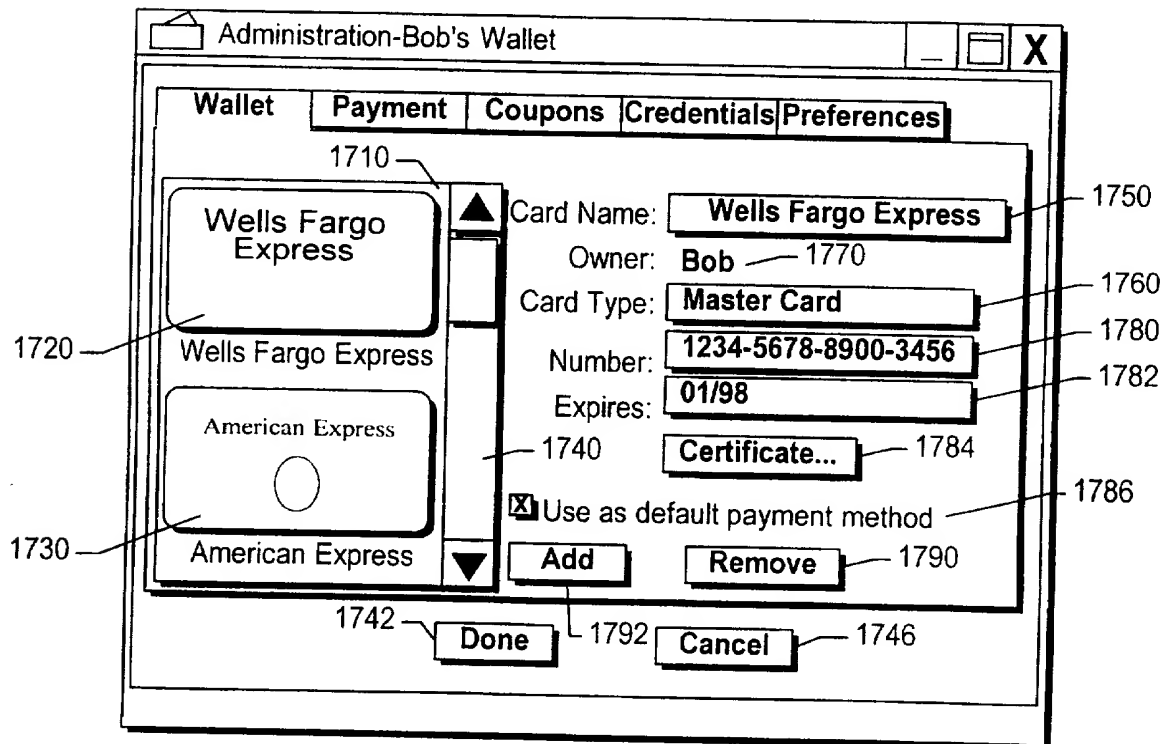 Administration-Bob's Wallet
_ X
Wallet Payment Coupons Credentials Preferences
1710
Wells Fargo
Express
1720
Wells Fargo Express
American Express
1730
American Express
1740
Card Name: Wells Fargo Express 1750
Owner: Bob 1770
Card Type: Master Card 1760
Number: 1234-5678-8900-3456 1780
Expires: 01/98 1782
Certificate... 1784
X Use as default payment method 1786
Add Remove 1790
1742 Done 1792 Cancel 1746